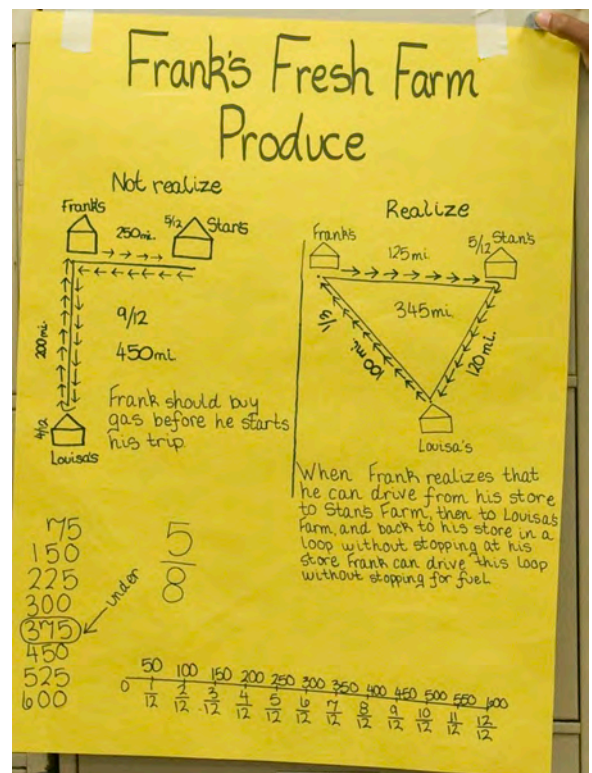 Frank's Fresh Farm
Produce
Not realize
Frank's
250mi.
5/12
Stan's
200mi.
9/12
450mi.
Frank should buy
gas before he starts
his trip.
4/12
Louisa's
Realize
Frank's
125mi.
5/12
Stan's
345mi.
100 mi.
120mi.
Louisa's
When Frank realizes that
he can drive from his store
to Stan's Farm, then to Louisa's
Farm, and back to his store in a
loop without stopping at his
store Frank can drive this loop
without stopping for fuel
75
150
225
300
375
under
450
525
600
5
8
50 100 150 200 250 300 350 400 450 500 550 600
0 1/12 2/12 3/12 4/12 5/12 6/12 7/12 8/12 9/12 10/12 11/12 12/12